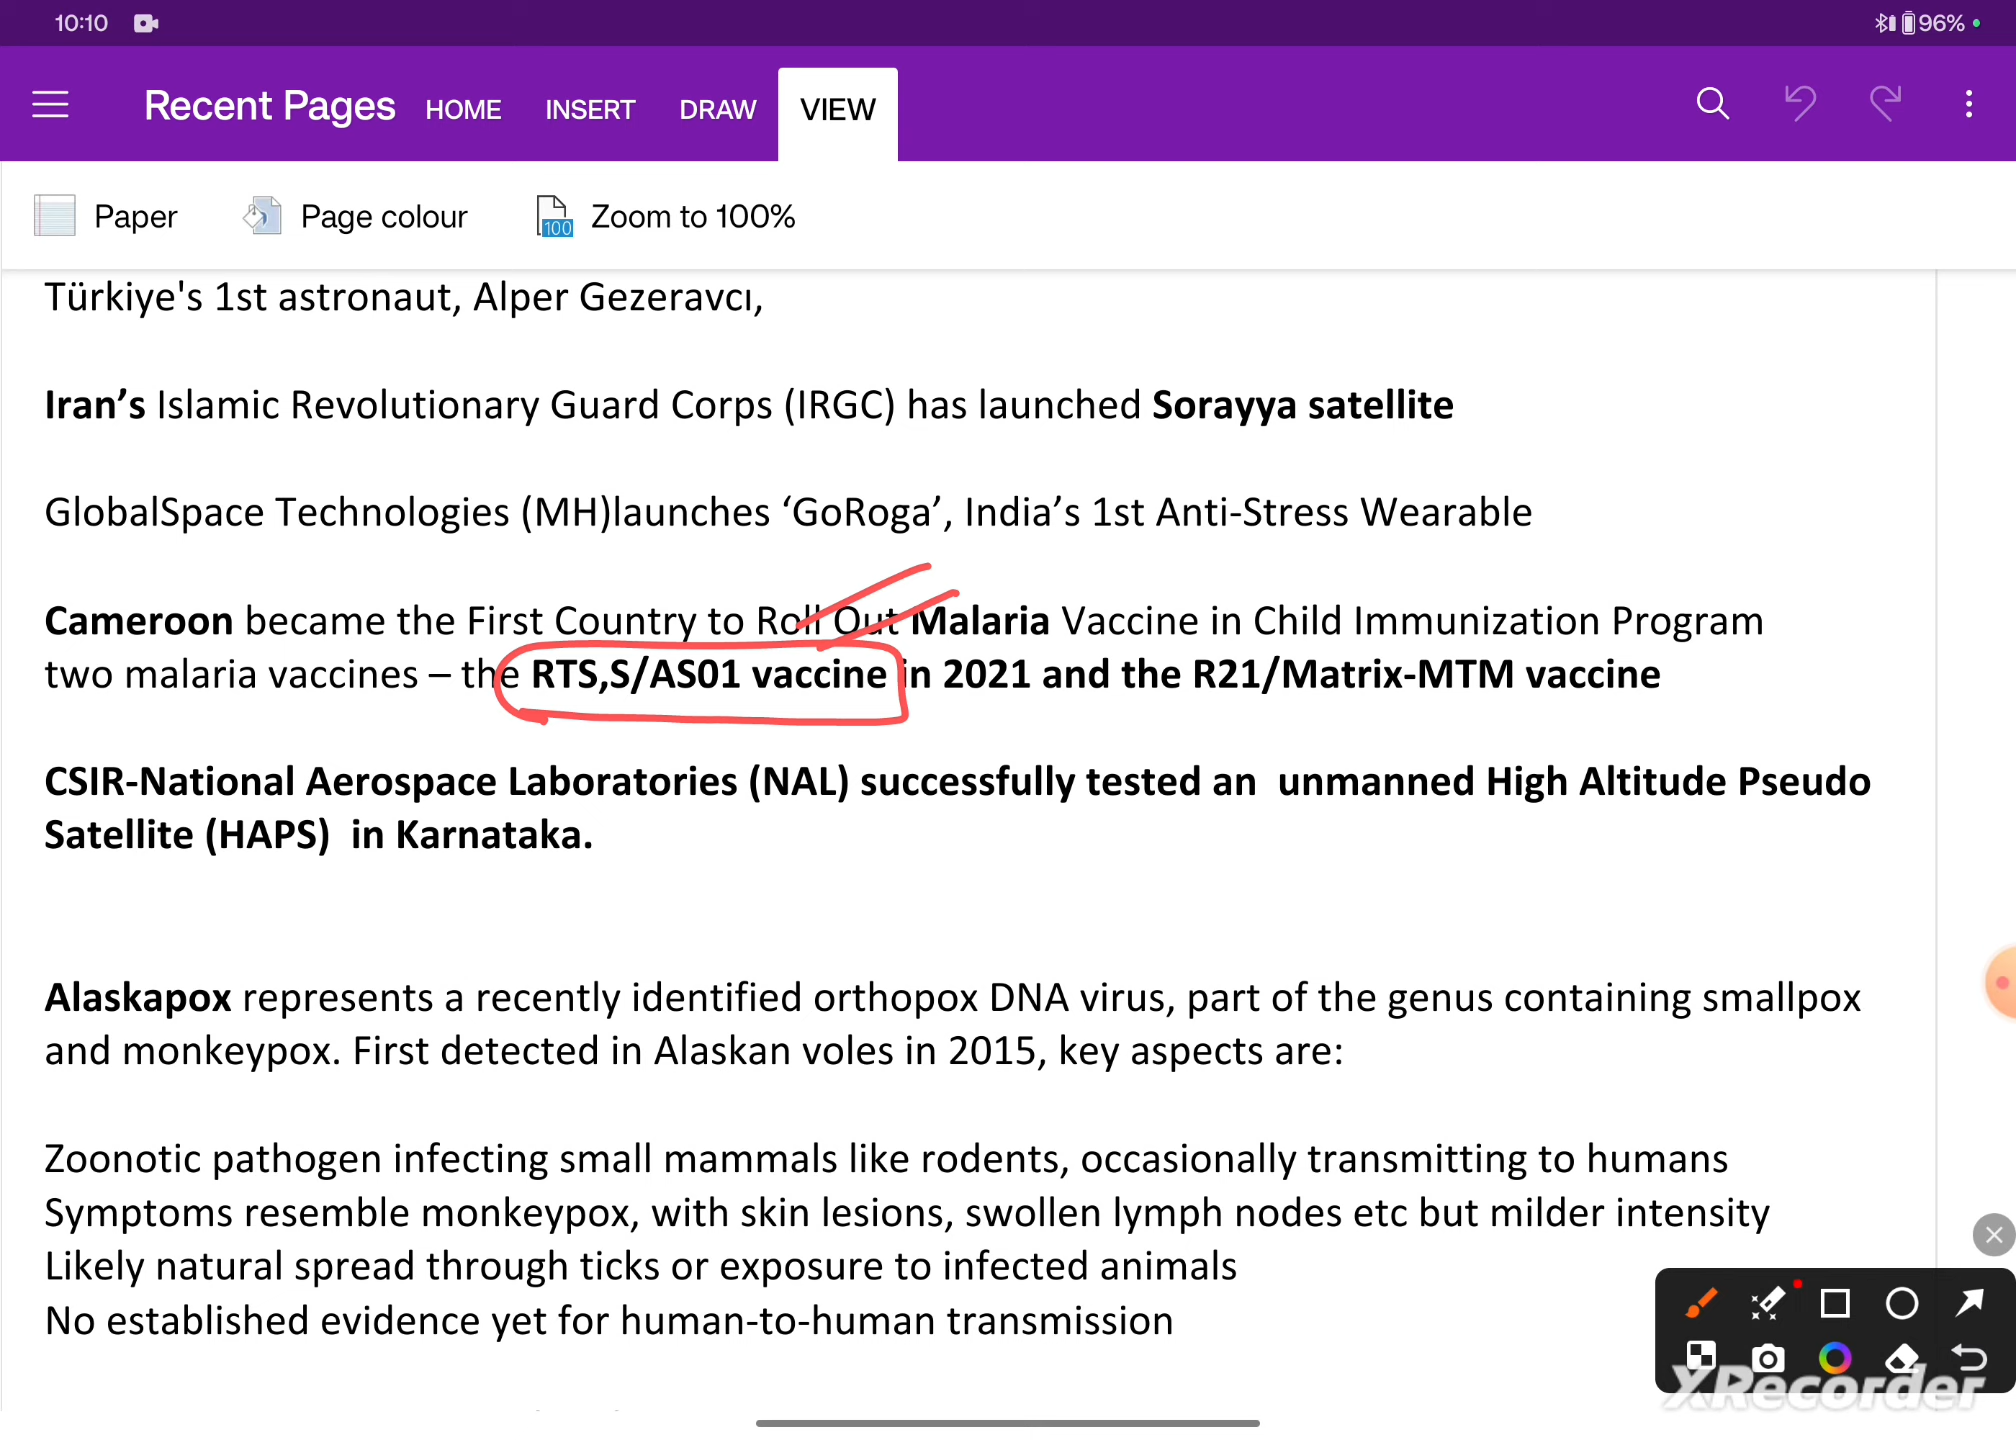 10:10
96%
Recent Pages HOME INSERT DRAW VIEW
Paper Page colour 100 Zoom to 100%
Türkiye's 1st astronaut, Alper Gezeravcı,
Iran’s Islamic Revolutionary Guard Corps (IRGC) has launched Sorayya satellite
GlobalSpace Technologies (MH)launches ‘GoRoga’, India’s 1st Anti-Stress Wearable
Cameroon became the First Country to Roll Out Malaria Vaccine in Child Immunization Program
two malaria vaccines – the RTS,S/AS01 vaccine in 2021 and the R21/Matrix-MTM vaccine
CSIR-National Aerospace Laboratories (NAL) successfully tested an  unmanned High Altitude Pseudo
Satellite (HAPS)  in Karnataka.
Alaskapox represents a recently identified orthopox DNA virus, part of the genus containing smallpox
and monkeypox. First detected in Alaskan voles in 2015, key aspects are:
Zoonotic pathogen infecting small mammals like rodents, occasionally transmitting to humans
Symptoms resemble monkeypox, with skin lesions, swollen lymph nodes etc but milder intensity
Likely natural spread through ticks or exposure to infected animals
No established evidence yet for human-to-human transmission
XRecorder